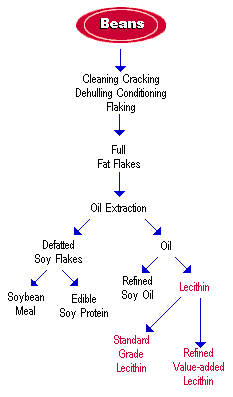 Beans
Cleaning Cracking
Dehulling Conditioning
Flaking
Full
Fat Flakes
Oil Extraction
Defatted
Soy Flakes
Oil
Soybean
Meal
Edible
Soy Protein
Refined
Soy Oil
Lecithin
Standard
Grade
Lecithin
Refined
Value-added
Lecithin